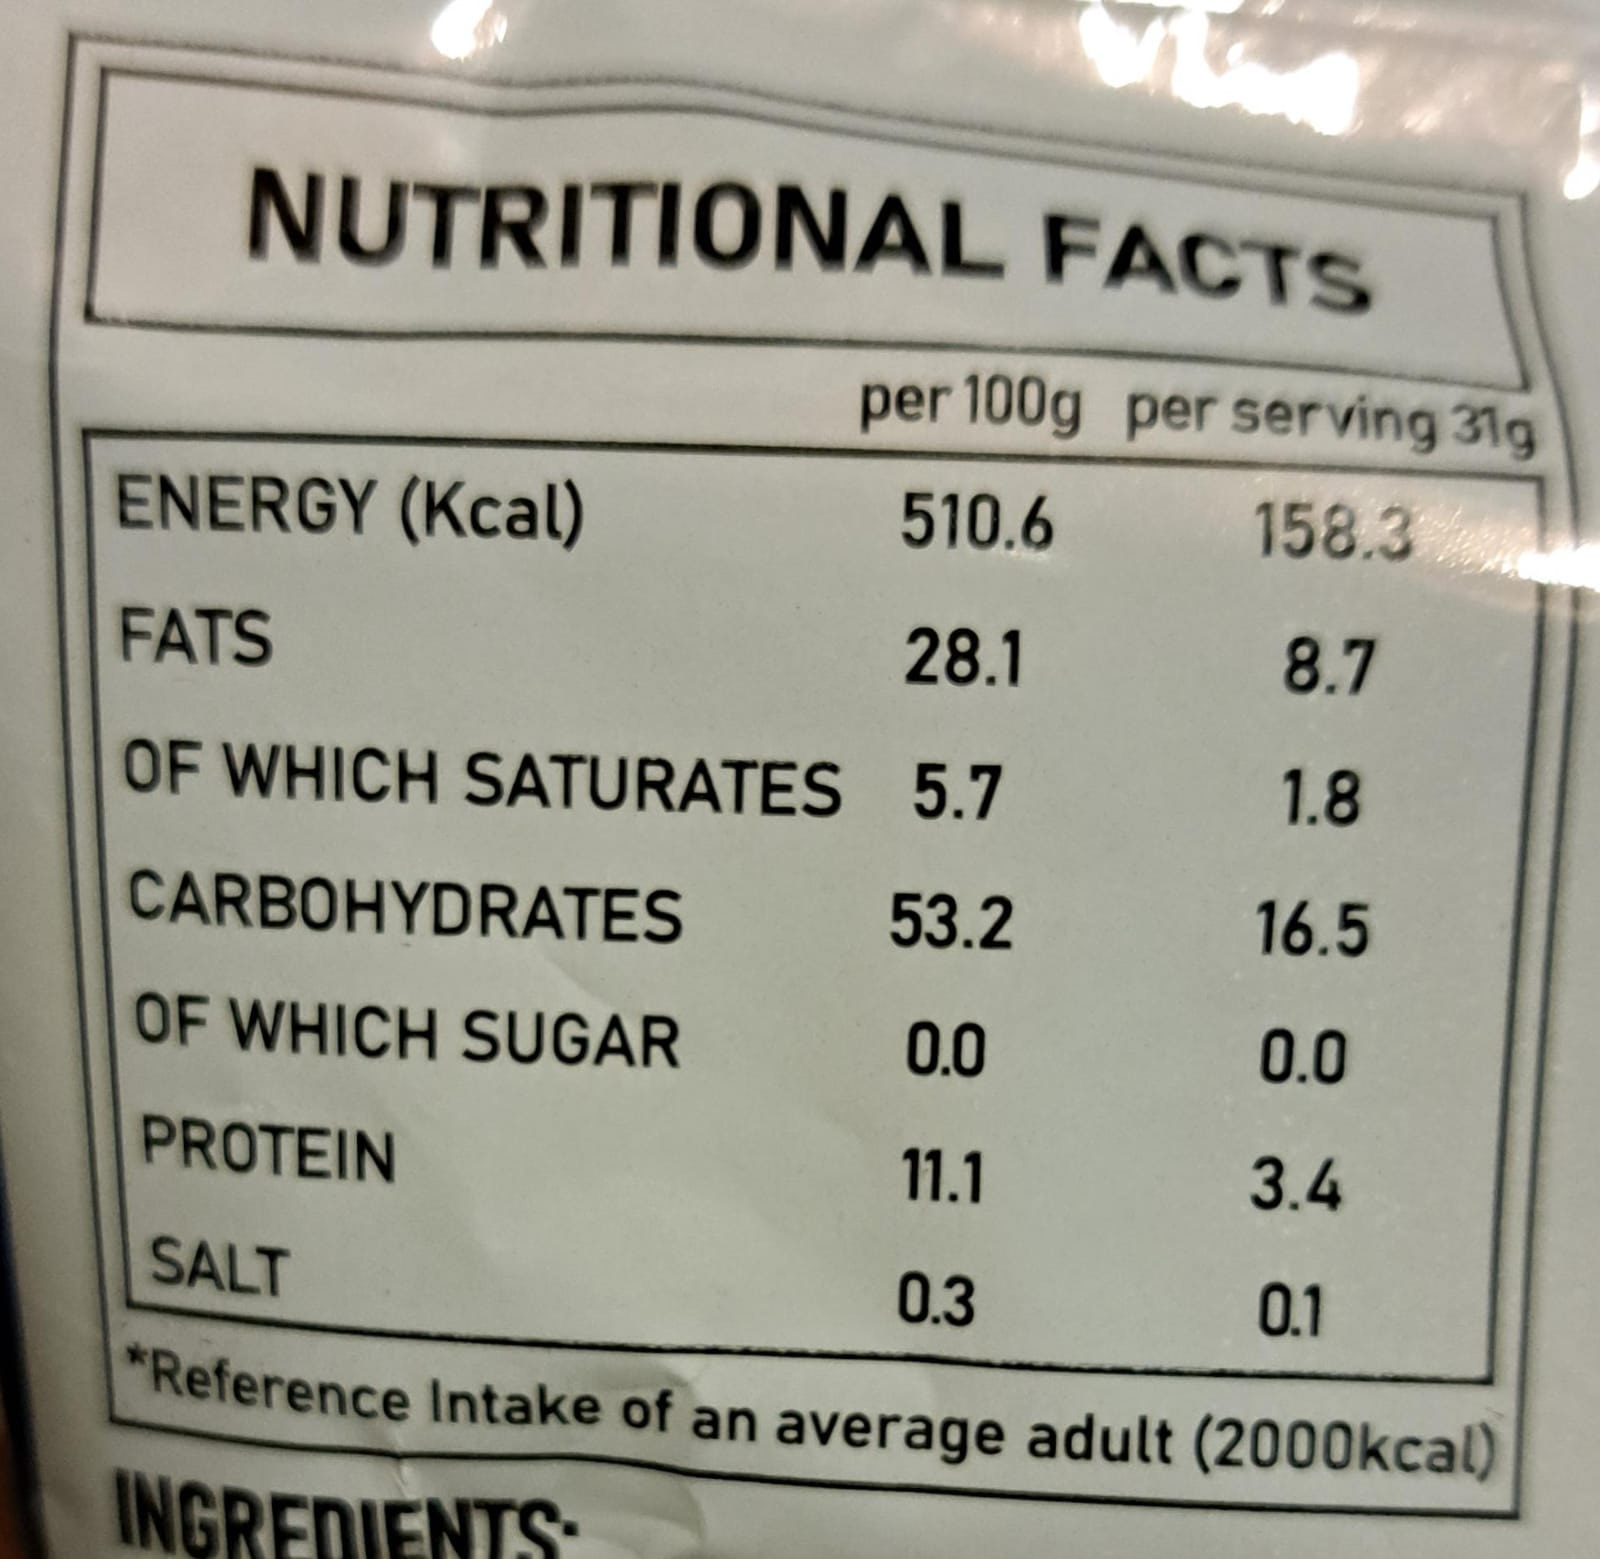 NUTRITIONAL FACTS
per 100g per serving 31g
ENERGY (Kcal) 510.6 158.3
FATS 28.1 8.7
OF WHICH SATURATES 5.7 1.8
CARBOHYDRATES 53.2 16.5
OF WHICH SUGAR 0.0 0.0
PROTEIN 11.1 3.4
SALT 0.3 0.1
*Reference Intake of an average adult (2000kcal)
INGREDIENTS: